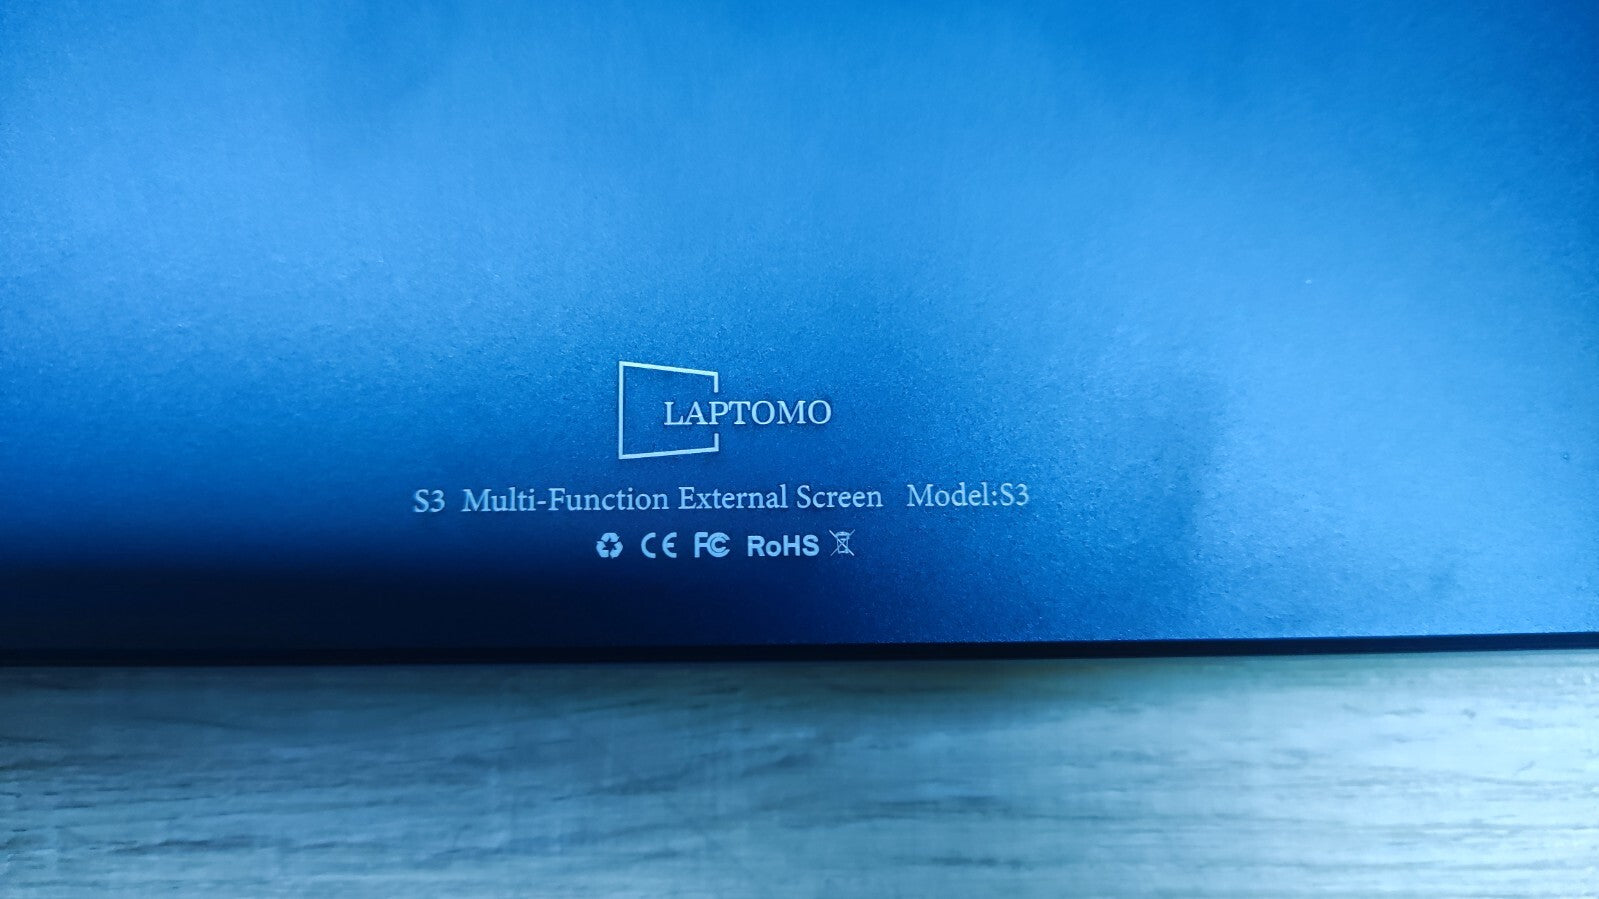 LAPTOMO
S3 Multi-Function External Screen Model:S3
CE FC RoHS